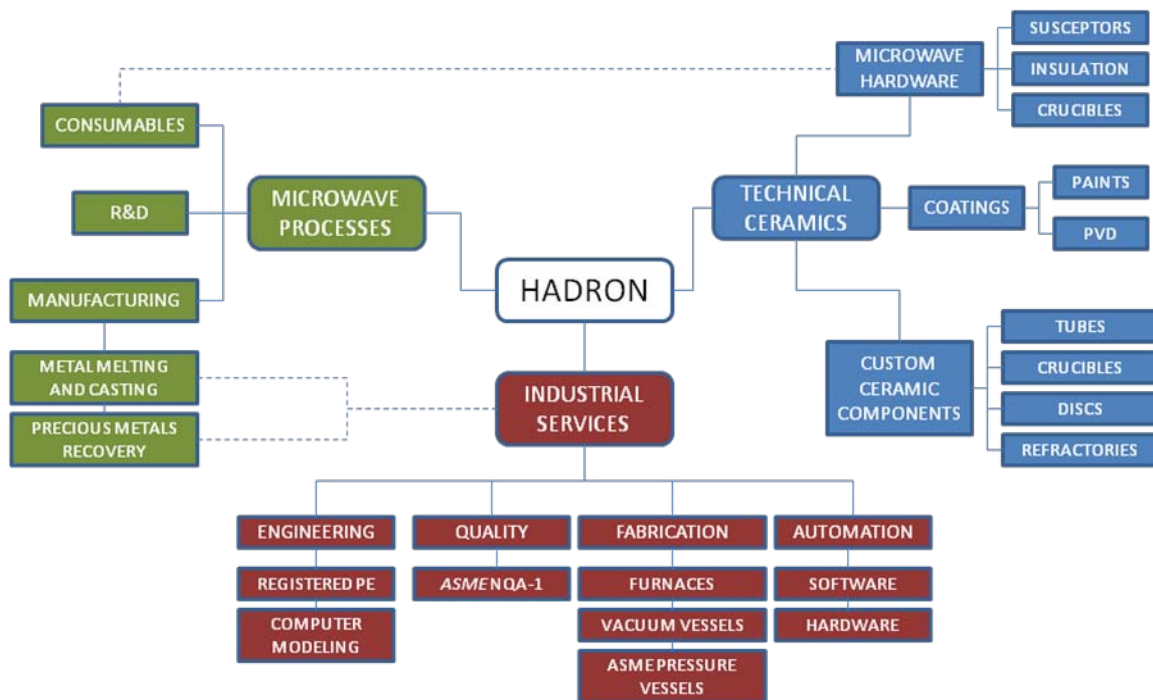 SUSCEPTORS
MICROWAVE
HARDWARE
INSULATION
CRUCIBLES
CONSUMABLES
MICROWAVE
PROCESSES
R&D
MANUFACTURING
METAL MELTING
AND CASTING
PRECIOUS METALS
RECOVERY
HADRON
TECHNICAL
CERAMICS
COATINGS
PAINTS
PVD
CUSTOM
CERAMIC
COMPONENTS
TUBES
CRUCIBLES
DISCS
REFRACTORIES
INDUSTRIAL
SERVICES
ENGINEERING
REGISTERED PE
COMPUTER
MODELING
QUALITY
ASME NQA-1
FABRICATION
FURNACES
VACUUM VESSELS
ASME PRESSURE
VESSELS
AUTOMATION
SOFTWARE
HARDWARE